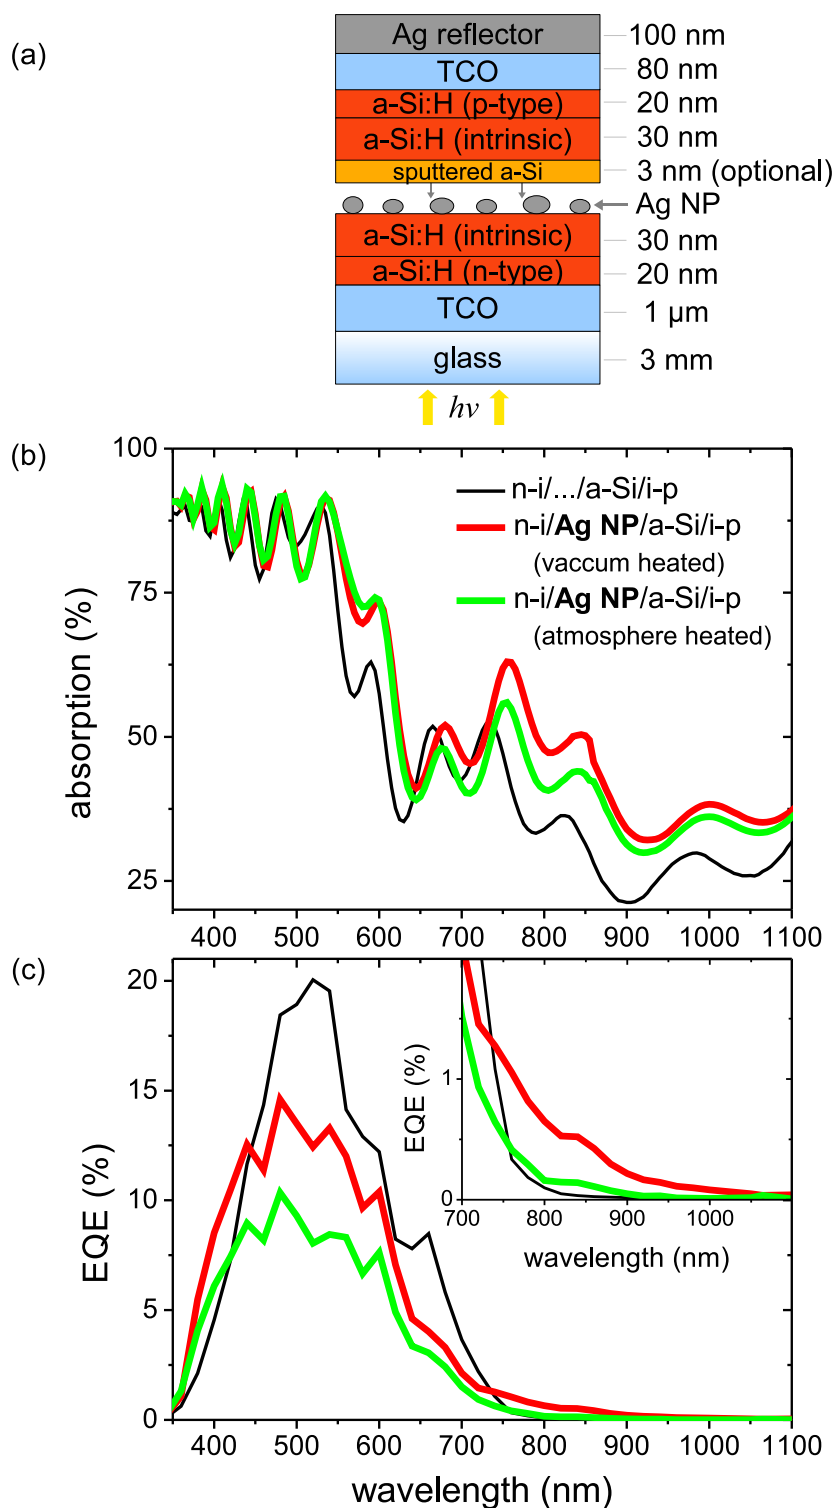 (a)
Ag reflector 100 nm
TCO 80 nm
a-Si:H (p-type) 20 nm
a-Si:H (intrinsic) 30 nm
sputtered a-Si 3 nm (optional)
Ag NP
a-Si:H (intrinsic) 30 nm
a-Si:H (n-type) 20 nm
TCO 1 μm
glass 3 mm
hν
(b)
absorption (%)
100
75
50
25
n-i/.../a-Si/i-p
n-i/Ag NP/a-Si/i-p
(vaccum heated)
n-i/Ag NP/a-Si/i-p
(atmosphere heated)
400 500 600 700 800 900 1000 1100
(c)
EQE (%)
20
15
10
5
0
EQE (%)
1
0
700 800 900 1000
wavelength (nm)
400 500 600 700 800 900 1000 1100
wavelength (nm)